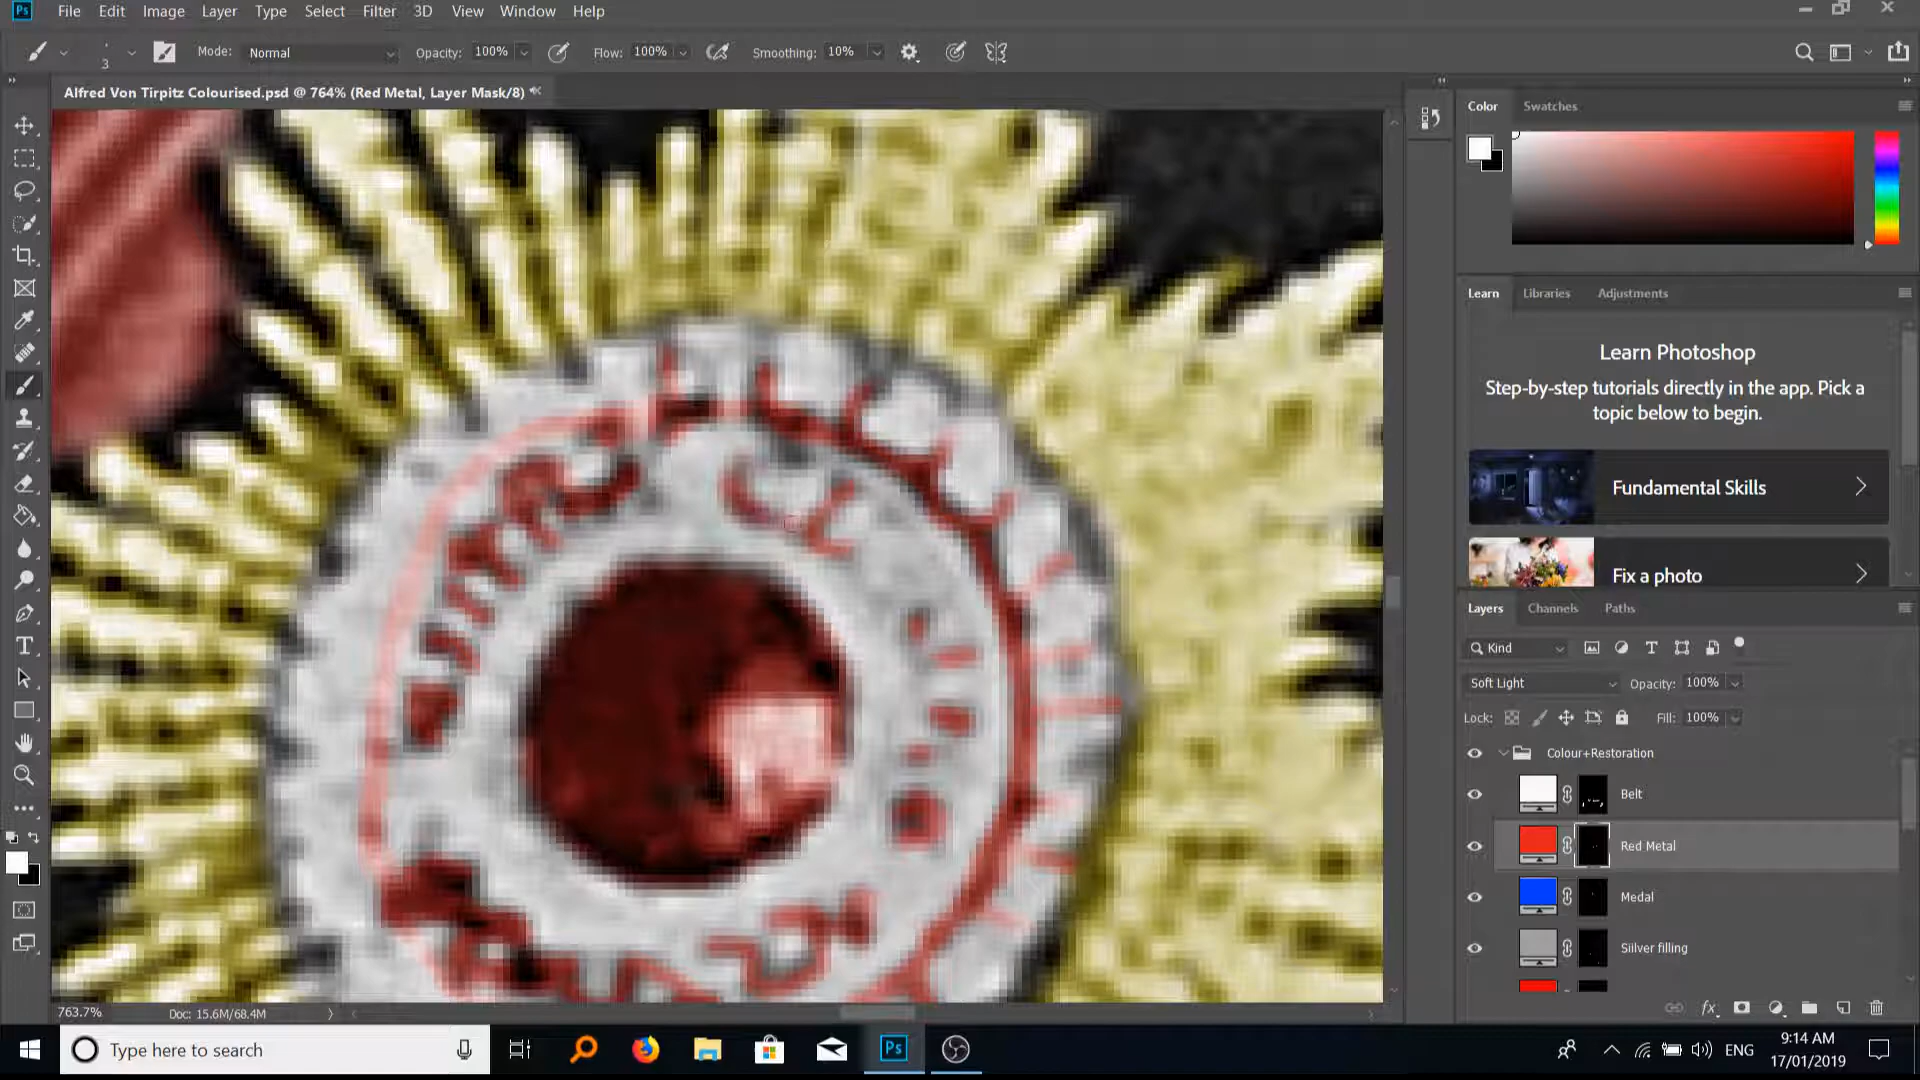 Ps File Edit Image Layer Type Select Filter 3D View Window Help
3 Mode: Normal Opacity: 100% Flow: 100% Smoothing: 10%
Alfred Von Tirpitz Colourised.psd @ 764% (Red Metal, Layer Mask/8) *
Color Swatches
Learn Libraries Adjustments
Learn Photoshop
Step-by-step tutorials directly in the app. Pick a
topic below to begin.
Fundamental Skills
Fix a photo
Layers Channels Paths
Kind
Soft Light Opacity: 100%
Lock: Fill: 100%
Colour+Restoration
Belt
Red Metal
Medal
Siilver filling
763.7% Doc: 15.6M/68.4M
Type here to search
Ps
ENG
9:14 AM
17/01/2019